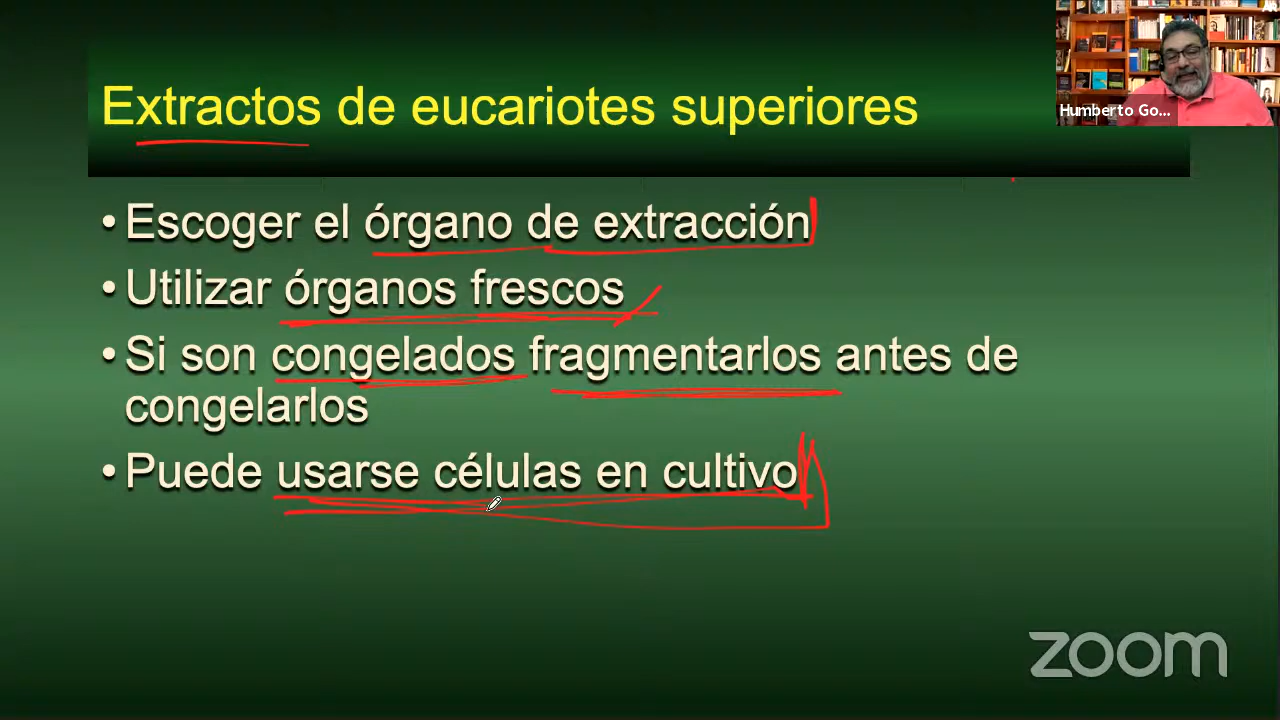 Extractos de eucariotes superiores
Humberto Go...
•Escoger el órgano de extracción
•Utilizar órganos frescos
•Si son congelados fragmentarlos antes de
congelarlos
•Puede usarse células en cultivo
zoom